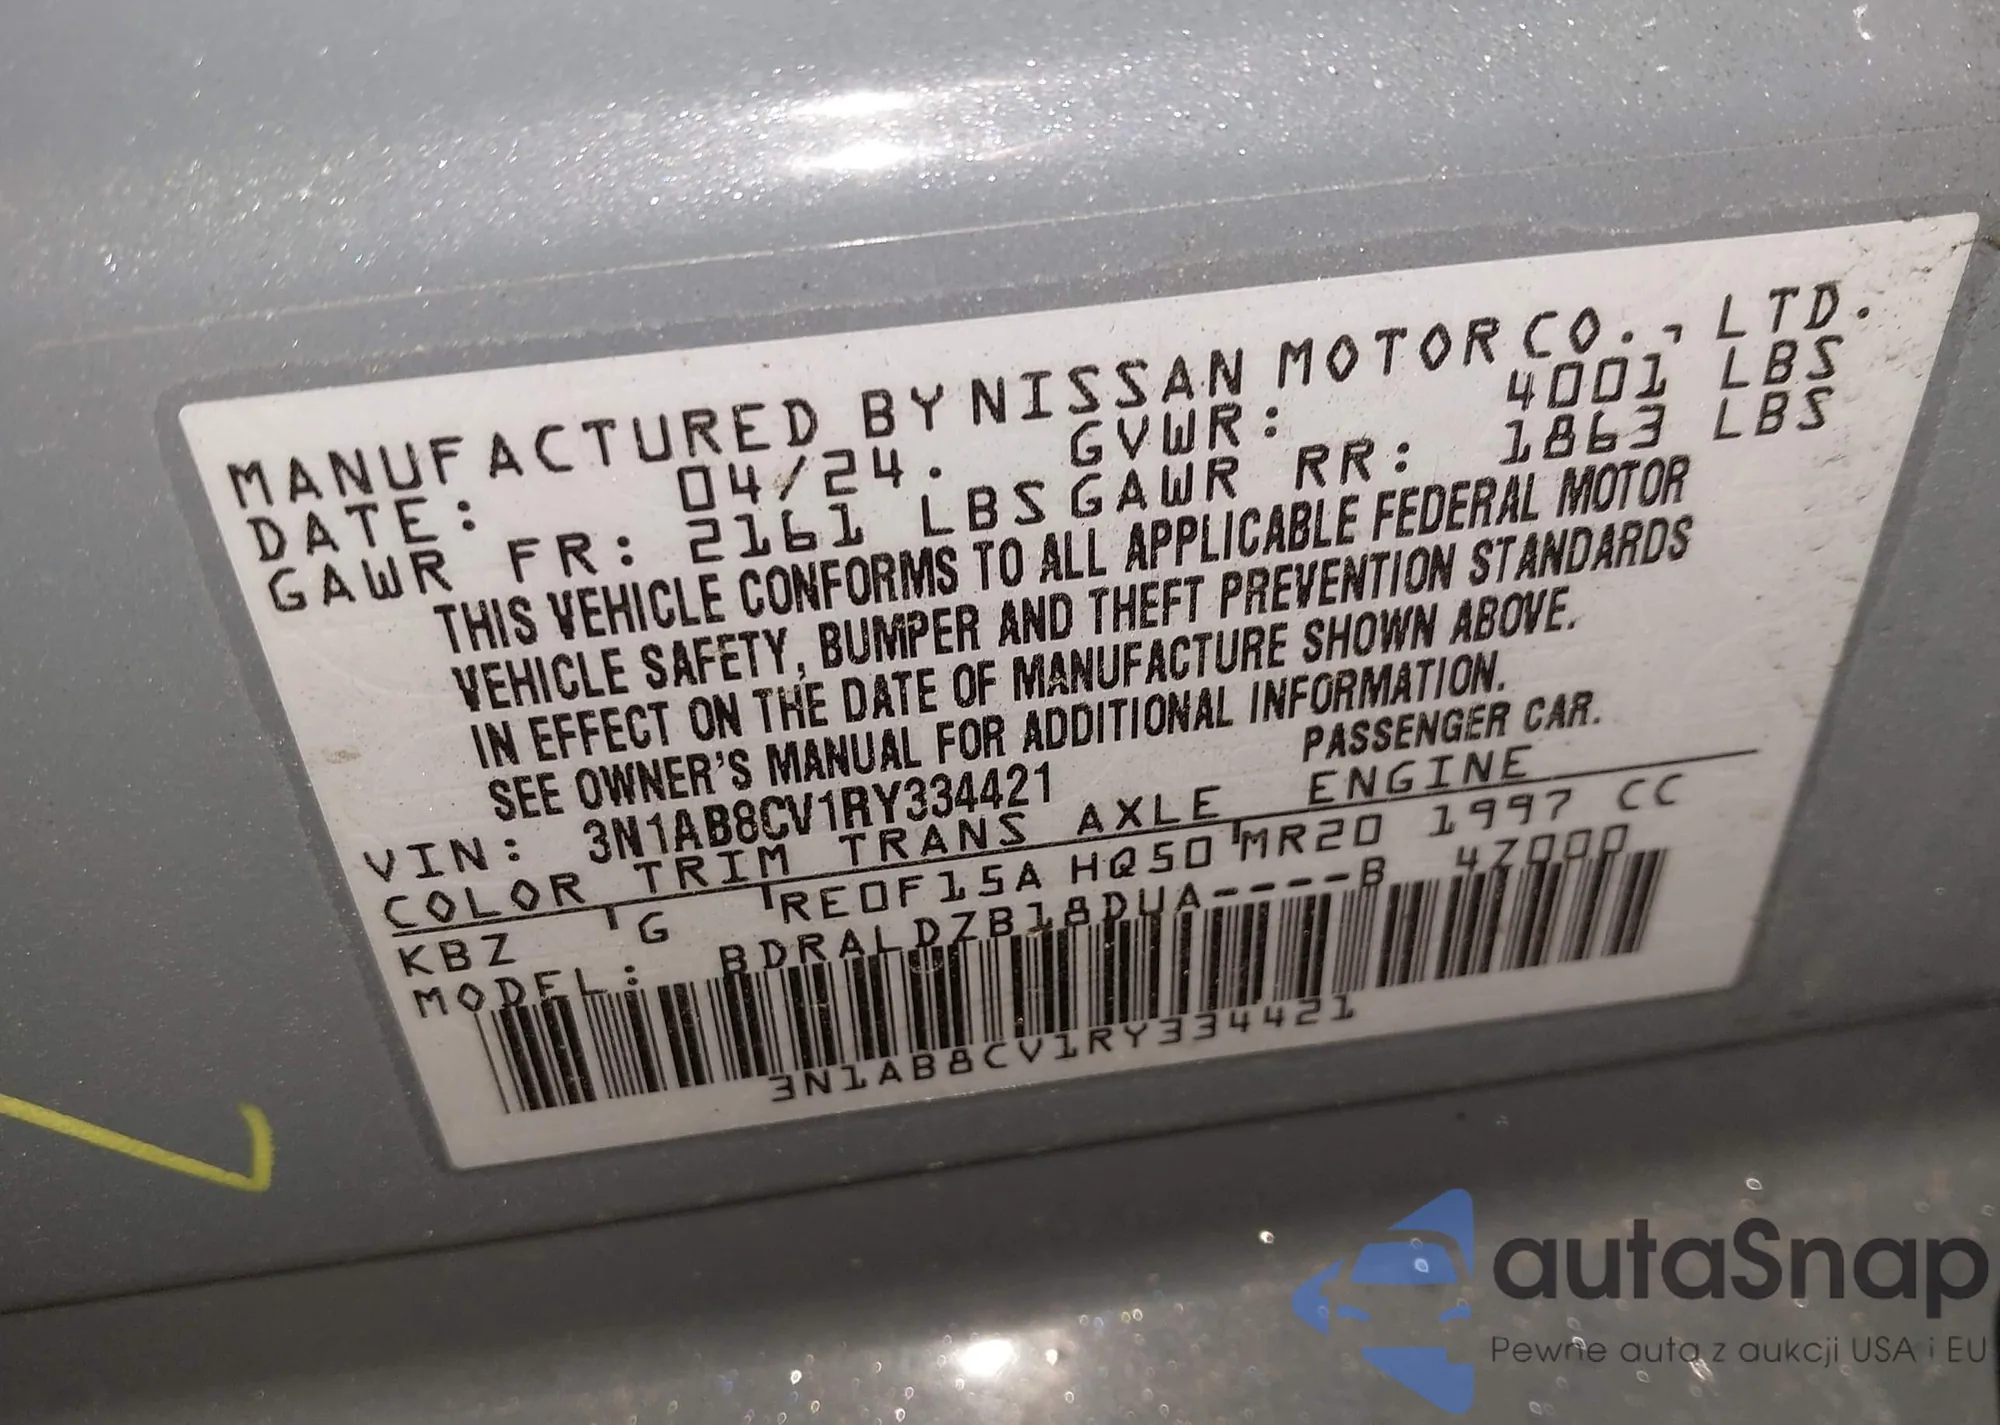 MANUFACTURED BY NISSAN MOTOR CO., LTD.
DATE: 04/24. GVWR: 4001 LBS
GAWR FR: 2161 LBS GAWR RR: 1863 LBS
THIS VEHICLE CONFORMS TO ALL APPLICABLE FEDERAL MOTOR
VEHICLE SAFETY, BUMPER AND THEFT PREVENTION STANDARDS
IN EFFECT ON THE DATE OF MANUFACTURE SHOWN ABOVE.
SEE OWNER'S MANUAL FOR ADDITIONAL INFORMATION.
VIN: 3N1AB8CV1RY334421 PASSENGER CAR.
COLOR TRIM TRANS AXLE ENGINE
KBZ G RE0F15A HQ50 MR20 1997 CC
MODEL: BDRALDZB18DUA----B 4Z000
3N1AB8CV1RY334421
autaSnap
Pewne auta z aukcji USA i EU